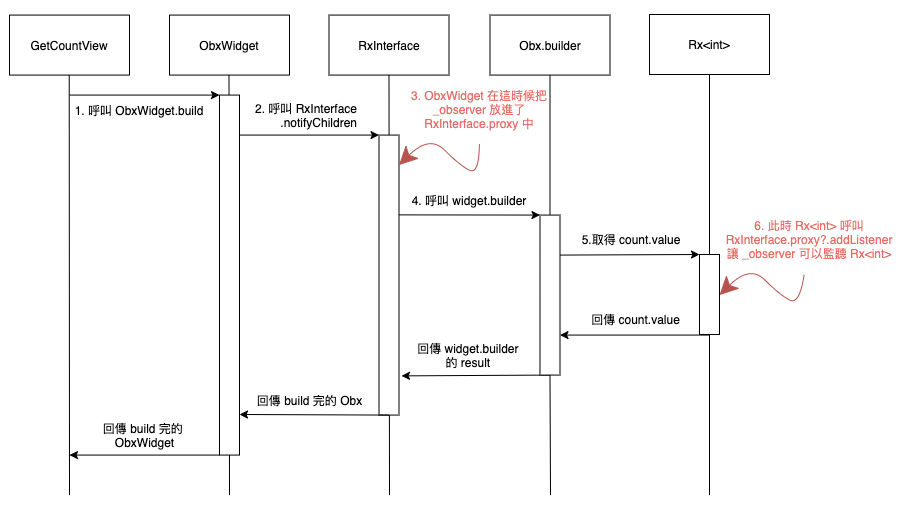 GetCountView
ObxWidget
RxInterface
Obx.builder
Rx<int>
1. 呼叫 ObxWidget.build
2. 呼叫 RxInterface
.notifyChildren
3. ObxWidget 在這時候把
_observer 放進了
RxInterface.proxy 中
4. 呼叫 widget.builder
5.取得 count.value
6. 此時 Rx<int> 呼叫
RxInterface.proxy?.addListener
讓 _observer 可以監聽 Rx<int>
回傳 count.value
回傳 widget.builder
的 result
回傳 build 完的 Obx
回傳 build 完的
ObxWidget